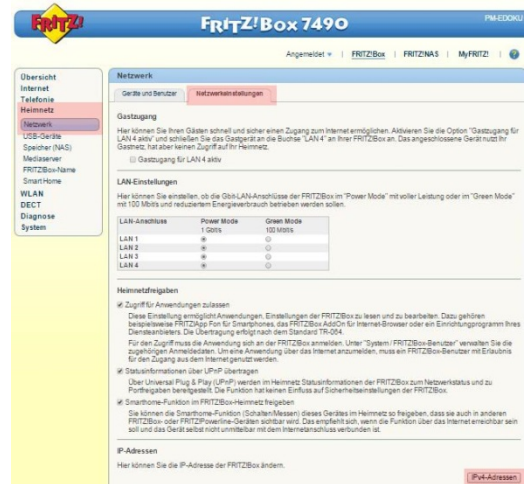 FRITZ!
FRITZ!Box 7490
PM-EDOKU
Angemeldet | FRITZ!Box | FRITZ!NAS | MyFRITZ! | ?
Übersicht
Internet
Telefonie
Heimnetz
Netzwerk
USB-Geräte
Speicher (NAS)
Mediaserver
FRITZ!Box-Name
Smart Home
WLAN
DECT
Diagnose
System
Netzwerk
Geräte und Benutzer
Netzwerkeinstellungen
Gastzugang
Hier können Sie Ihren Gästen schnell und sicher einen Zugang zum Internet ermöglichen. Aktivieren Sie die Option "Gastzugang für
LAN 4 aktiv" und schließen Sie das Gastgerät an die Buchse "LAN 4" an Ihrer FRITZ!Box an. Das angeschlossene Gerät nutzt Ihr
Gastnetz, hat aber keinen Zugriff auf Ihr Heimnetz.
Gastzugang für LAN 4 aktiv
LAN-Einstellungen
Hier können Sie einstellen, ob die Gbit-LAN-Anschlüsse der FRITZ!Box im "Power Mode" mit voller Leistung oder im "Green Mode"
mit 100 Mbit/s und reduziertem Energieverbrauch betrieben werden sollen.
LAN-Anschluss Power Mode Green Mode
1 Gbit/s 100 Mbit/s
LAN 1
LAN 2
LAN 3
LAN 4
Heimnetzfreigaben
Zugriff für Anwendungen zulassen
Diese Einstellung ermöglicht Anwendungen, Einstellungen der FRITZ!Box zu lesen und zu bearbeiten. Dazu gehören
beispielsweise FRITZ!App Fon für Smartphones, das FRITZ!Box AddOn für Internet-Browser oder ein Einrichtungsprogramm Ihres
Diensteanbieters. Die Übertragung erfolgt nach dem Standard TR-064.
Für den Zugriff muss die Anwendung sich an der FRITZ!Box anmelden. Unter "System / FRITZ!Box-Benutzer" verwalten Sie die
zugehörigen Anmeldedaten. Um eine Anwendung über das Internet anzumelden, muss ein FRITZ!Box-Benutzer mit Erlaubnis
für den Zugang aus dem Internet genutzt werden.
Statusinformationen über UPnP übertragen
Über Universal Plug & Play (UPnP) werden im Heimnetz Statusinformationen der FRITZ!Box zum Netzwerkstatus und zu
Portfreigaben bereitgestellt. Die Funktion hat keinen Einfluss auf Sicherheitseinstellungen der FRITZ!Box.
Smarthome-Funktion im FRITZ!Box-Heimnetz freigeben
Sie können die Smarthome-Funktion (Schalten/Messen) dieses Gerätes im Heimnetz so freigeben, dass sie auch in anderen
FRITZ!Box- oder FRITZ!Powerline-Geräten sichtbar wird. Das empfiehlt sich, wenn die Funktion über das Internet erreichbar sein
soll und das Gerät selbst nicht unmittelbar mit dem Internetanschluss verbunden ist.
IP-Adressen
Hier können Sie die IP-Adresse der FRITZ!Box ändern.
IPv4-Adressen